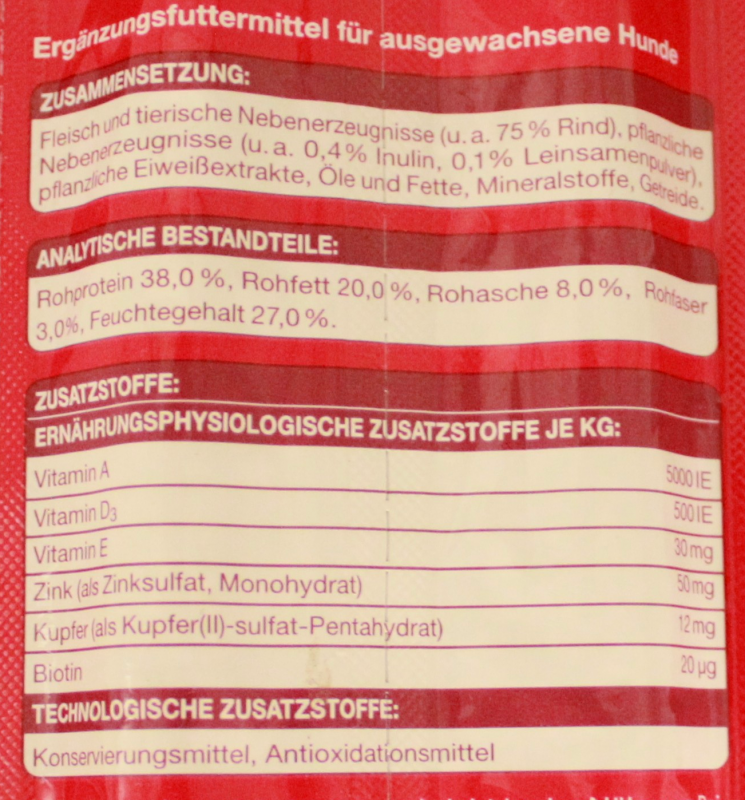 Ergänzungsfuttermittel für ausgewachsene Hunde
ZUSAMMENSETZUNG:
Fleisch und tierische Nebenerzeugnisse (u. a. 75 % Rind), pflanzliche
Nebenerzeugnisse (u. a. 0,4 % Inulin, 0,1 % Leinsamenpulver),
pflanzliche Eiweißextrakte, Öle und Fette, Mineralstoffe, Getreide.
ANALYTISCHE BESTANDTEILE:
Rohprotein 38,0 %, Rohfett 20,0 %, Rohasche 8,0 %, Rohfaser
3,0%, Feuchtegehalt 27,0 %.
ZUSATZSTOFFE:
ERNÄHRUNGSPHYSIOLOGISCHE ZUSATZSTOFFE JE KG:
Vitamin A 5000 IE
Vitamin D3 500 IE
Vitamin E 30 mg
Zink (als Zinksulfat, Monohydrat) 50 mg
Kupfer (als Kupfer(II)-sulfat-Pentahydrat) 12 mg
Biotin 20 µg
TECHNOLOGISCHE ZUSATZSTOFFE:
Konservierungsmittel, Antioxidationsmittel